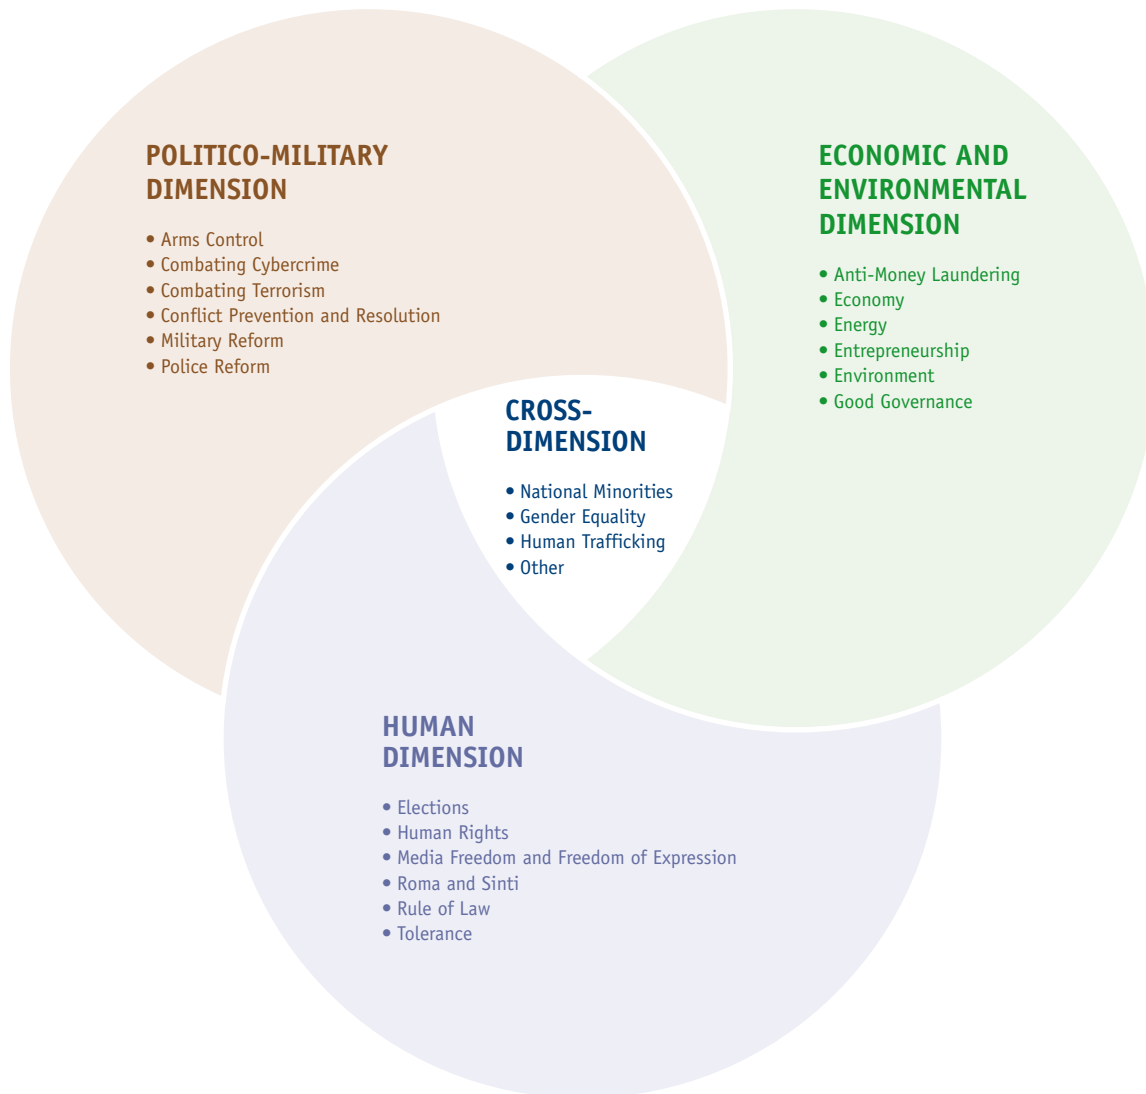 POLITICO-MILITARY
DIMENSION
• Arms Control
• Combating Cybercrime
• Combating Terrorism
• Conflict Prevention and Resolution
• Military Reform
• Police Reform
ECONOMIC AND
ENVIRONMENTAL
DIMENSION
• Anti-Money Laundering
• Economy
• Energy
• Entrepreneurship
• Environment
• Good Governance
CROSS-
DIMENSION
• National Minorities
• Gender Equality
• Human Trafficking
• Other
HUMAN
DIMENSION
• Elections
• Human Rights
• Media Freedom and Freedom of Expression
• Roma and Sinti
• Rule of Law
• Tolerance